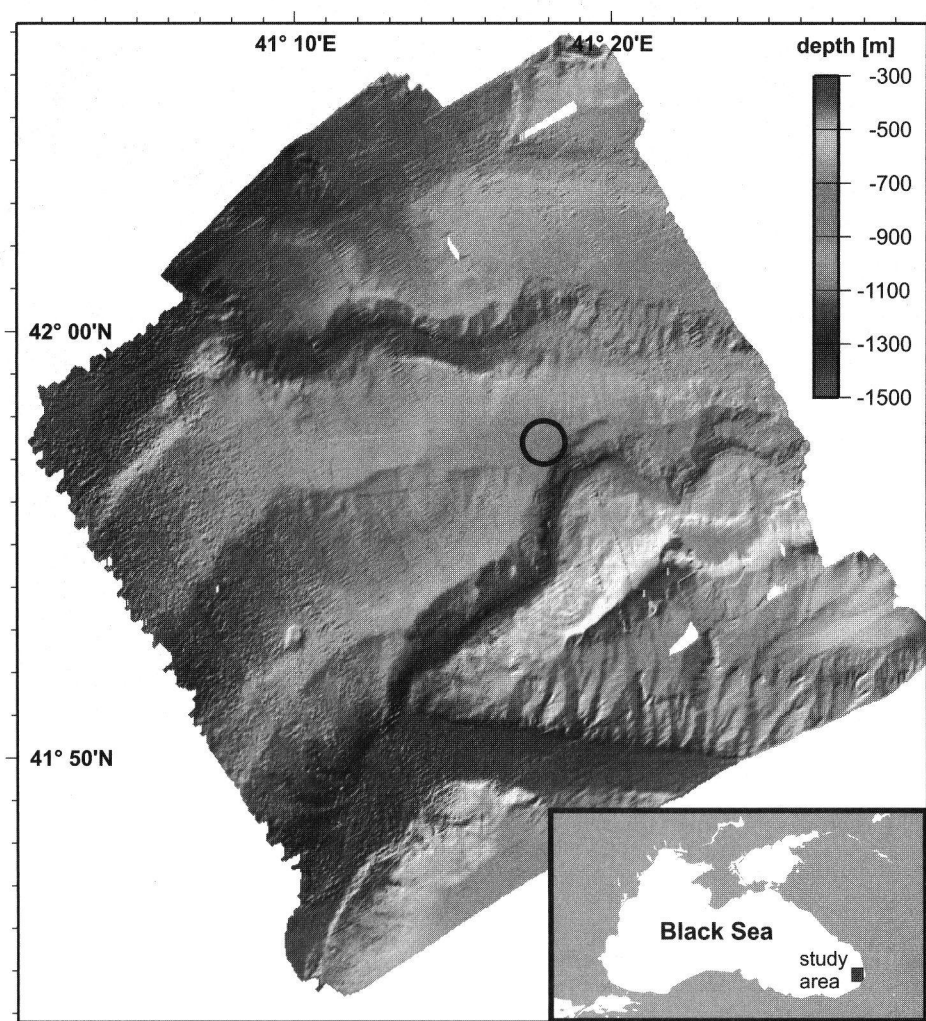 41° 10'E
41° 20'E
depth [m]
-300
-500
-700
-900
-1100
-1300
-1500
42° 00'N
41° 50'N
Black Sea
study
area